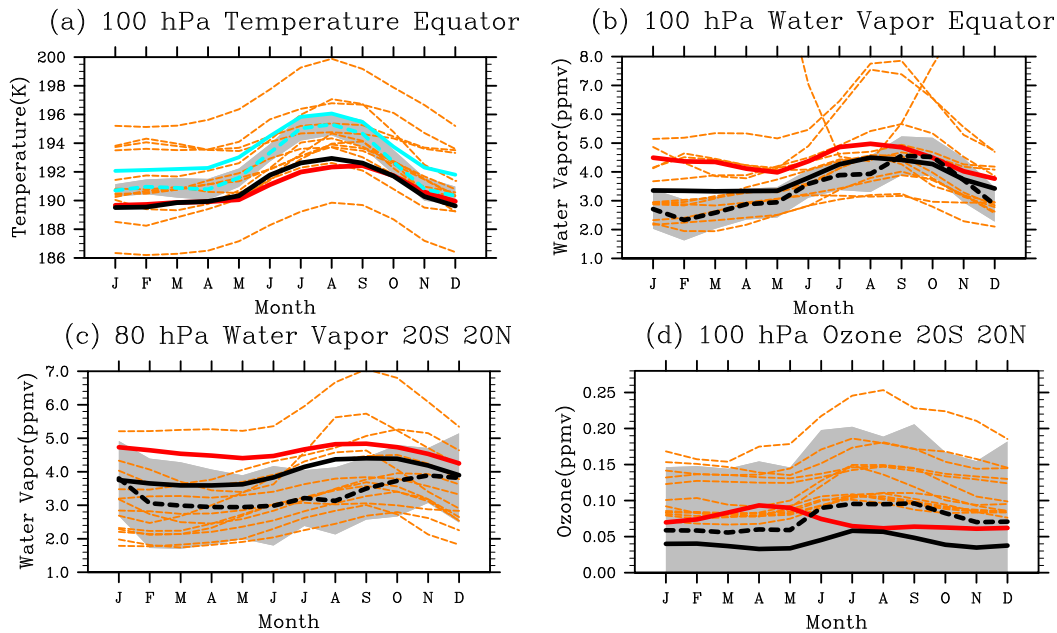 (a) 100 hPa Temperature Equator
Temperature(K)
200
198
196
194
192
190
188
186
J F M A M J J A S O N D
Month
(b) 100 hPa Water Vapor Equator
Water Vapor(ppmv)
8.0
7.0
6.0
5.0
4.0
3.0
2.0
1.0
J F M A M J J A S O N D
Month
(c) 80 hPa Water Vapor 20S 20N
Water Vapor(ppmv)
7.0
6.0
5.0
4.0
3.0
2.0
1.0
J F M A M J J A S O N D
Month
(d) 100 hPa Ozone 20S 20N
Ozone(ppmv)
0.25
0.20
0.15
0.10
0.05
0.00
J F M A M J J A S O N D
Month